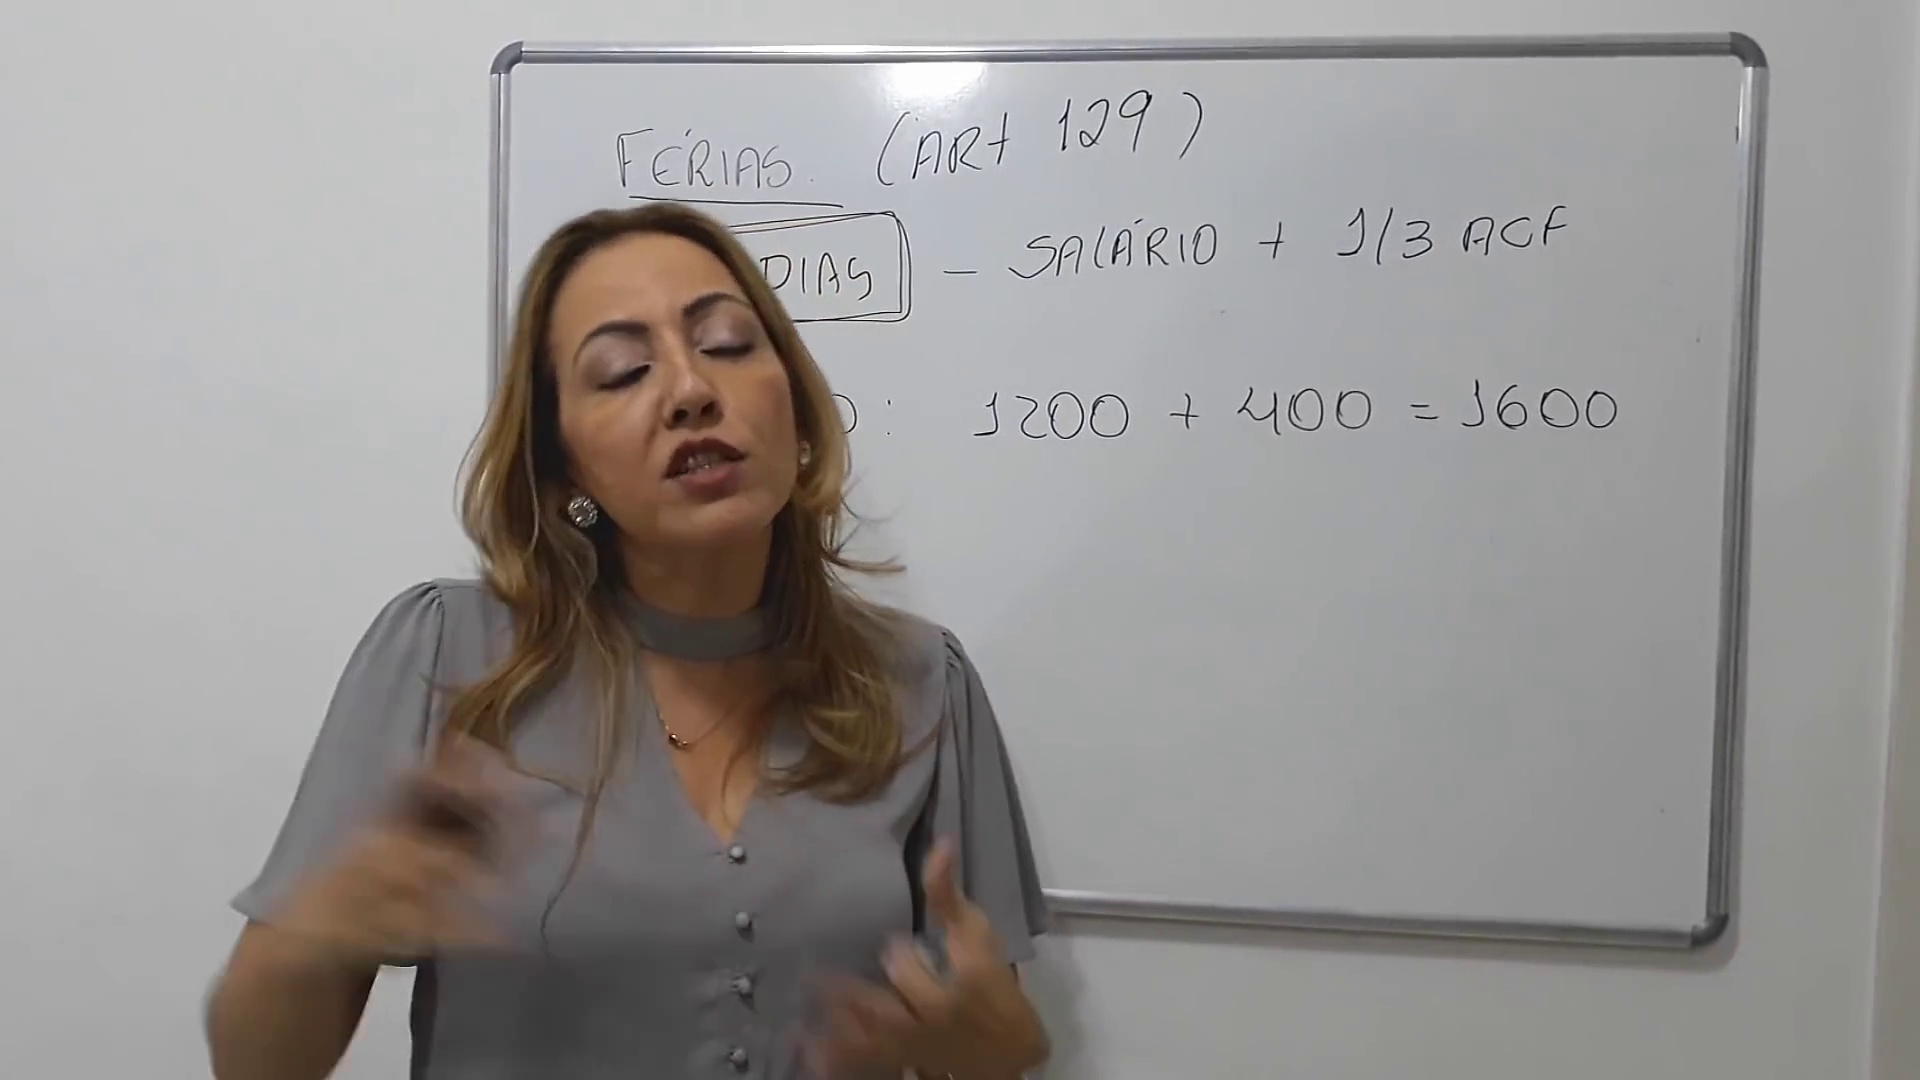 FÉRIAS. (ART 129)
DIAS - SALÁRIO + 1/3 ACF
O: 1200 + 400 = 1600